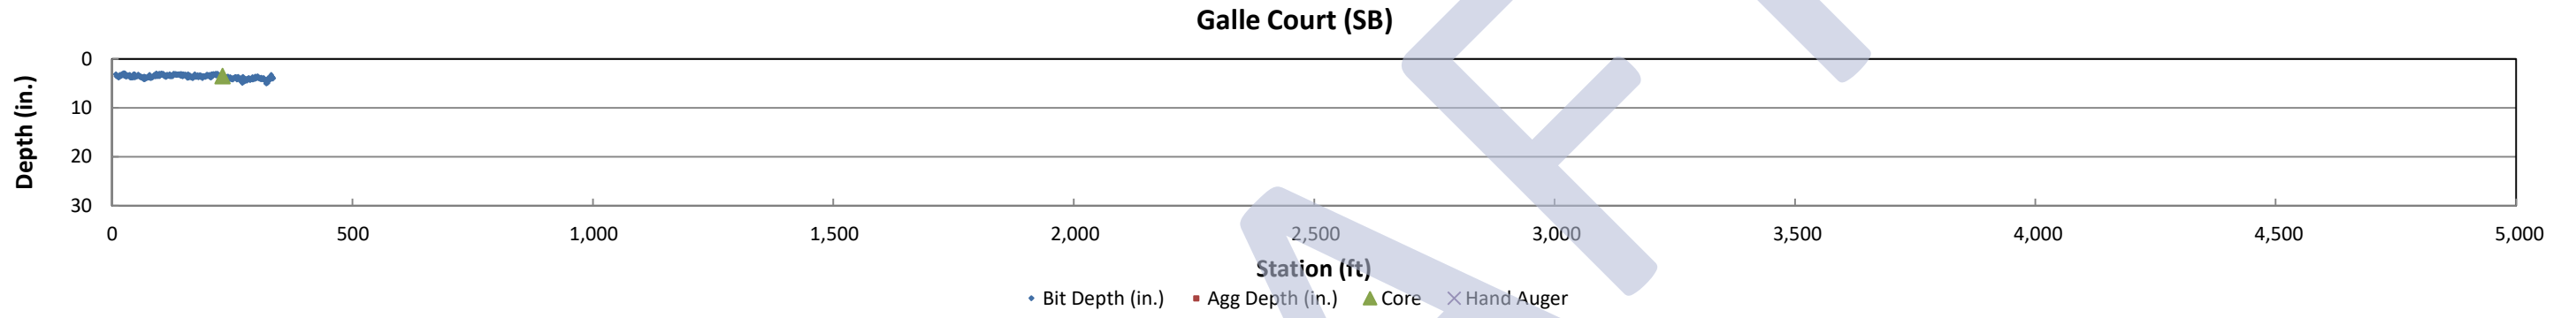 Galle Court (SB)
Depth (in.)
0
10
20
30
0 500 1,000 1,500 2,000 2,500 3,000 3,500 4,000 4,500 5,000
Station (ft)
Bit Depth (in.) Agg Depth (in.) Core Hand Auger